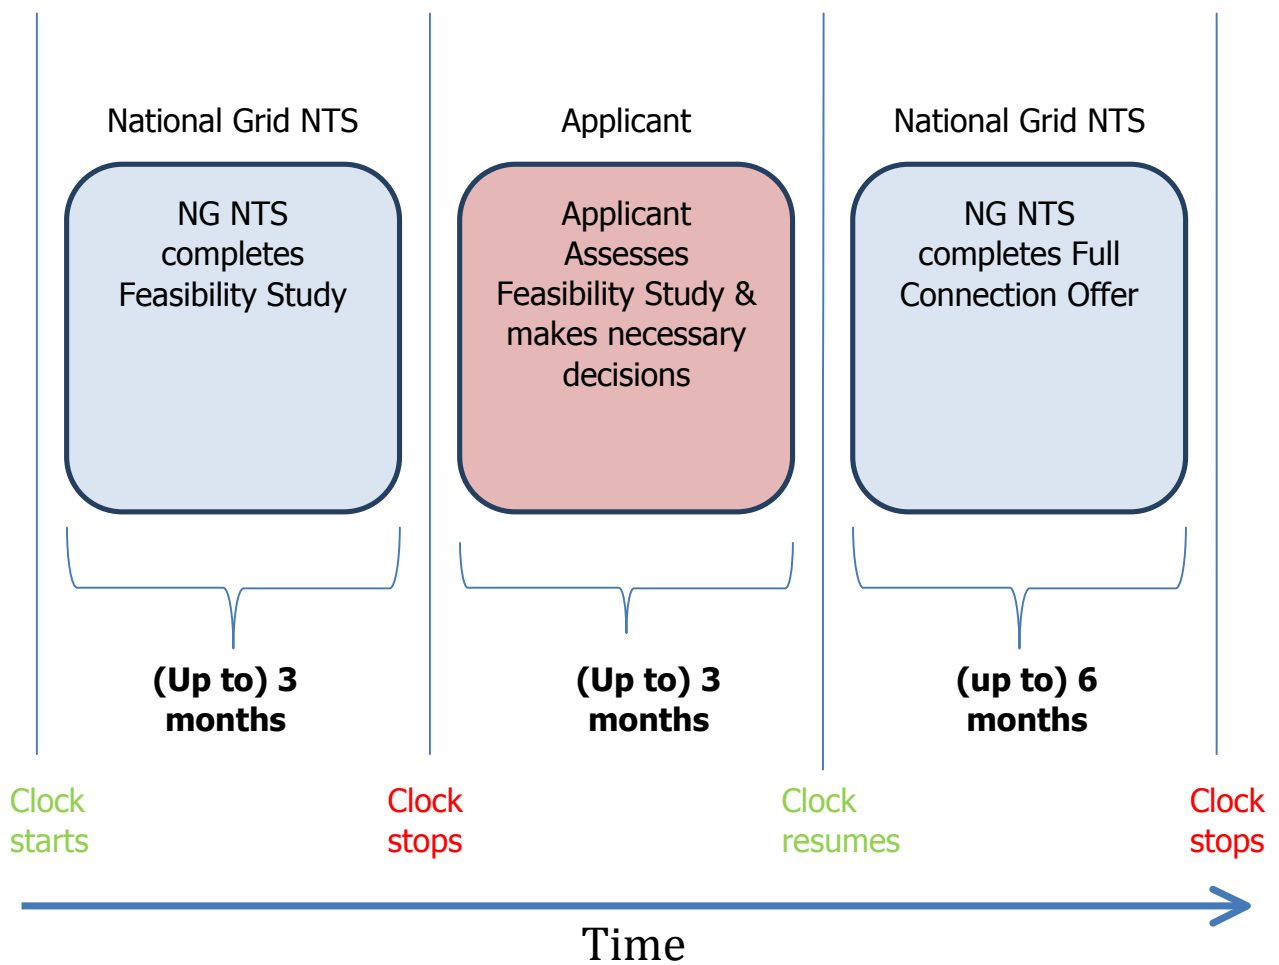 National Grid NTS
Applicant
National Grid NTS
NG NTS
completes
Feasibility Study
Applicant
Assesses
Feasibility Study &
makes necessary
decisions
NG NTS
completes Full
Connection Offer
(Up to) 3
months
(Up to) 3
months
(up to) 6
months
Clock
starts
Clock
stops
Clock
resumes
Clock
stops
Time